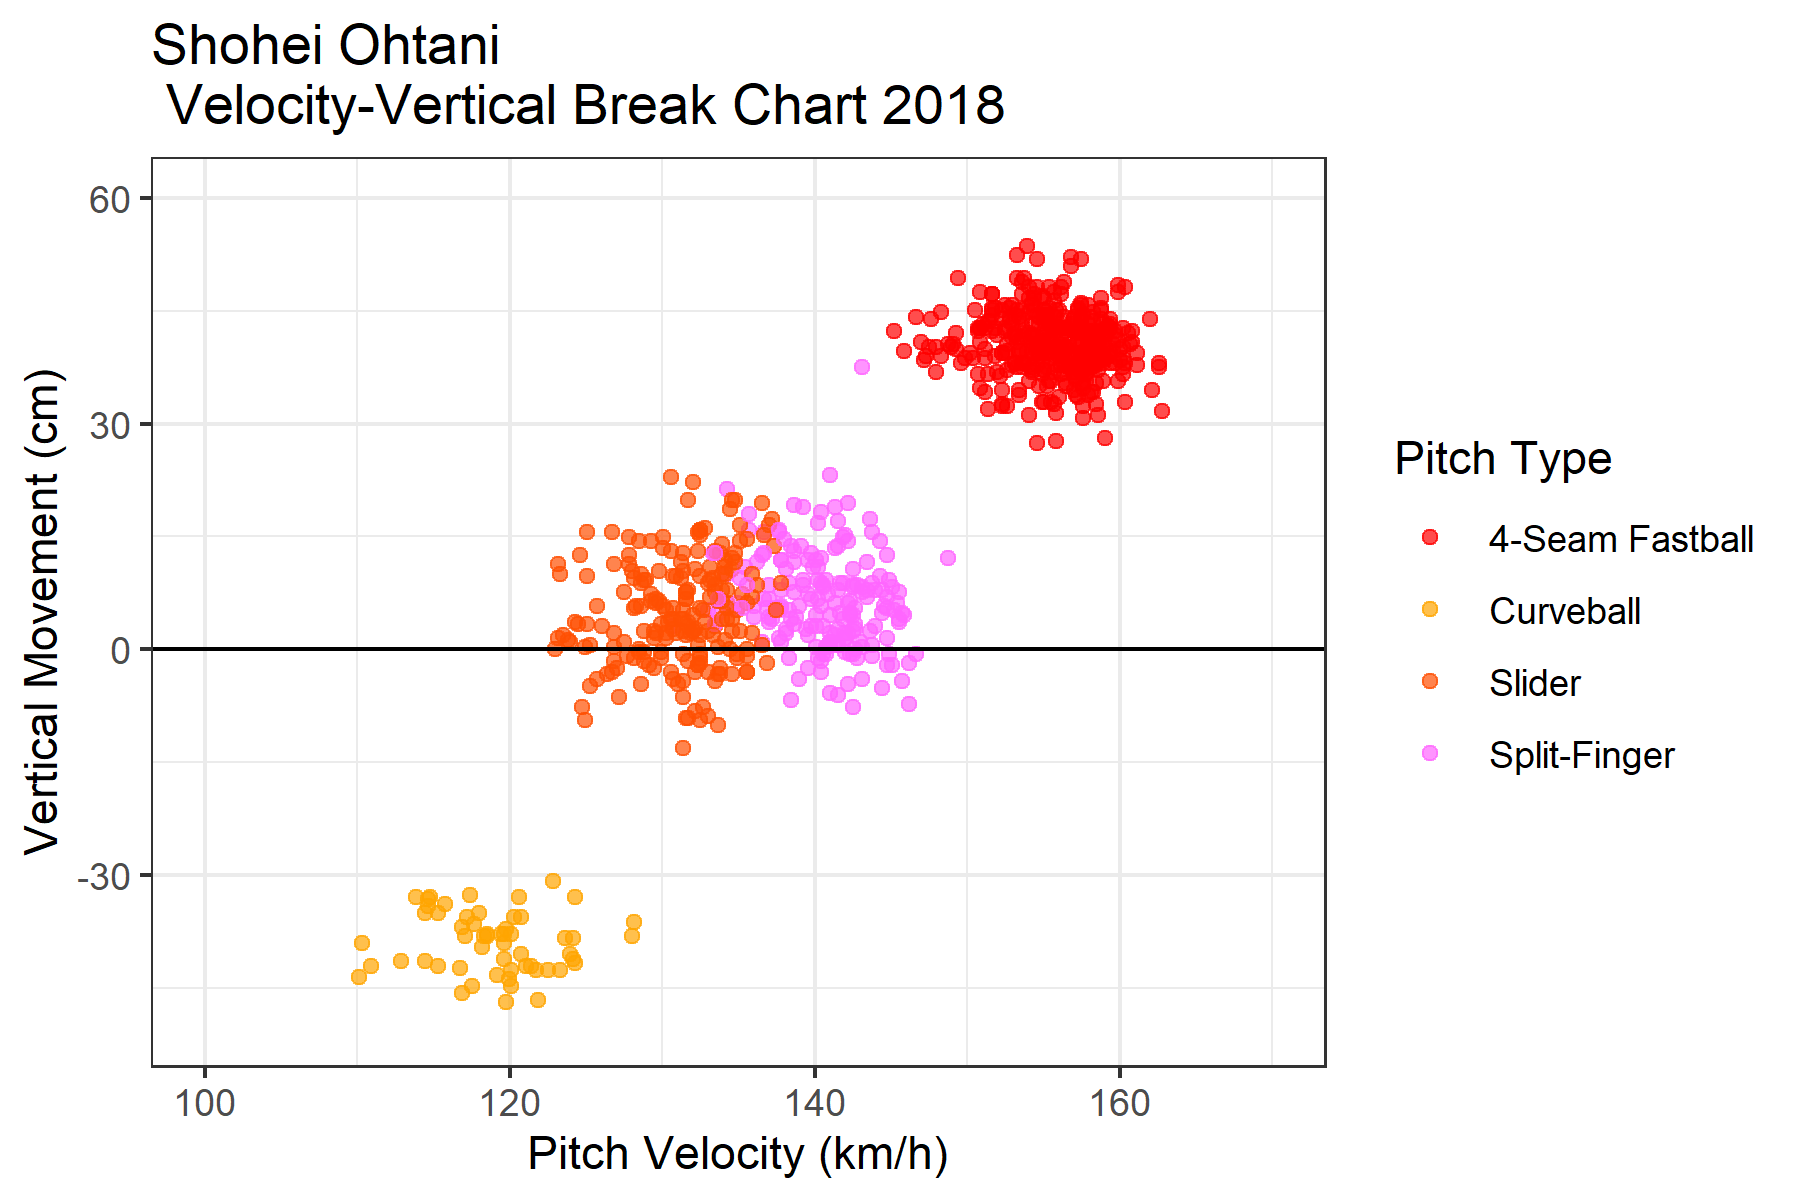 Shohei Ohtani
Velocity-Vertical Break Chart 2018
Vertical Movement (cm)
60
30
0
-30
100
120
140
160
Pitch Velocity (km/h)
Pitch Type
4-Seam Fastball
Curveball
Slider
Split-Finger